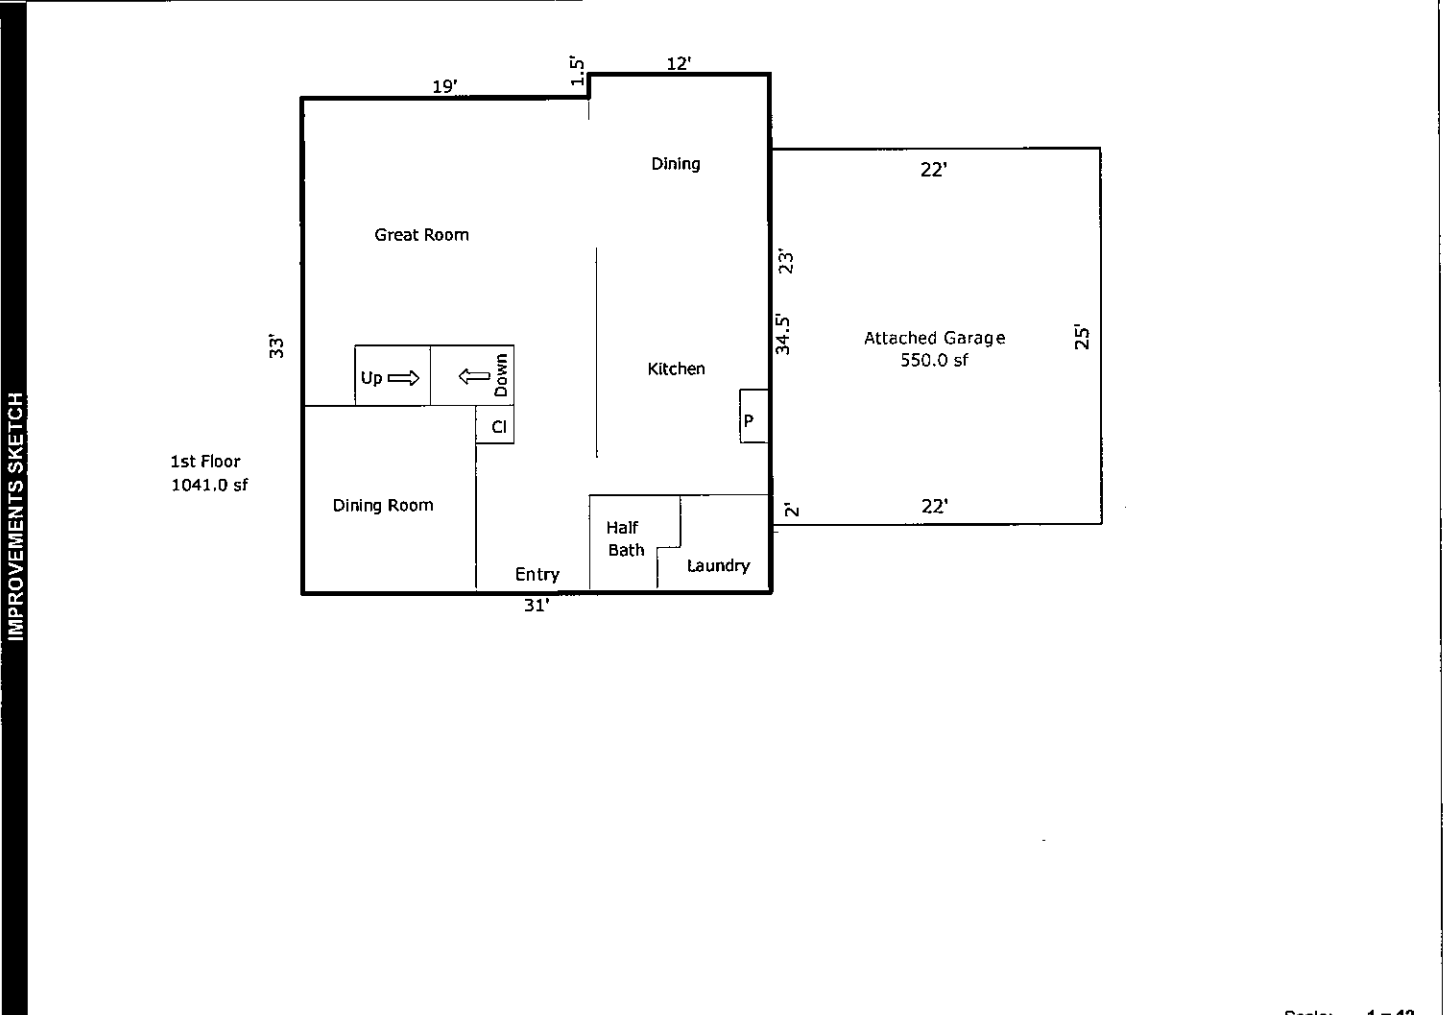 IMPROVEMENTS SKETCH
1.5'
12'
19'
Dining
22'
Great Room
23'
33'
34.5'
Attached Garage
550.0 sf
25'
Up
Down
Kitchen
Cl
P
1st Floor
1041.0 sf
Dining Room
2'
22'
Half
Bath
Laundry
Entry
31'